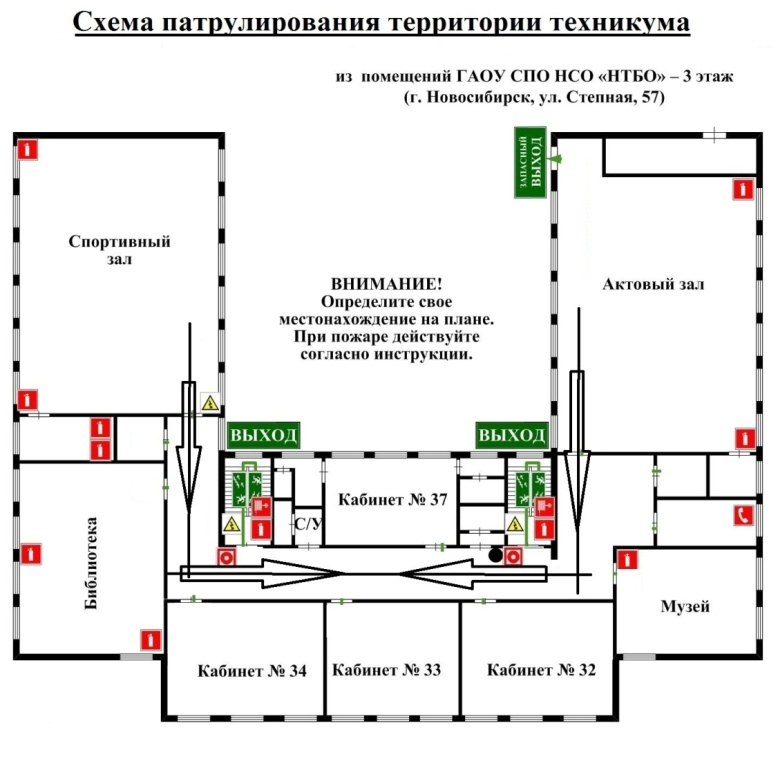 Схема патрулирования территории техникума
из помещений ГАОУ СПО НСО «НТБО» – 3 этаж
(г. Новосибирск, ул. Степная, 57)
ЗАПАСНЫЙ
ВЫХОД
Спортивный
зал
ВНИМАНИЕ!
Определите свое
местонахождение на плане.
При пожаре действуйте
согласно инструкции.
Актовый зал
ВЫХОД
ВЫХОД
Кабинет № 37
С/У
Библиотека
Музей
Кабинет № 34
Кабинет № 33
Кабинет № 32